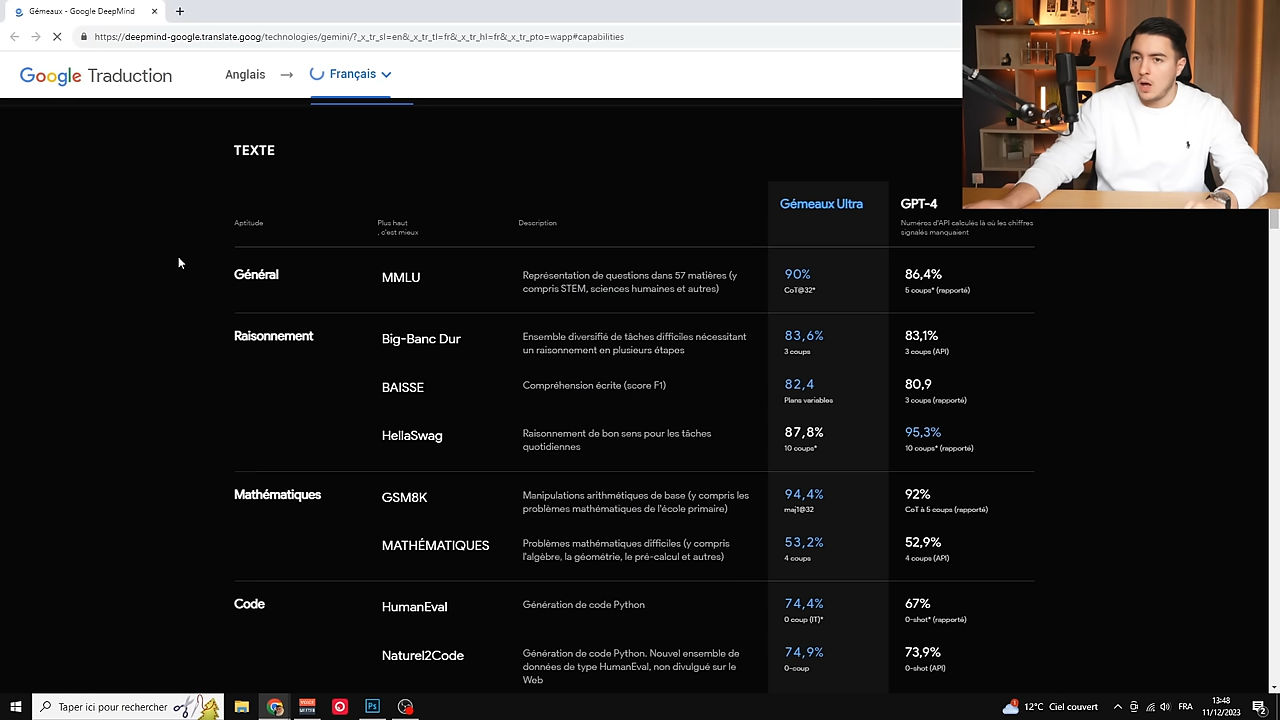 Gémeaux - Google DeepMind
https://deepmind-google.translate.goog/technologies/gemini/?_x_tr_sl=en&_x_tr_tl=fr&_x_tr_hl=fr&_x_tr_pto=wapp#capabilities
Google Traduction
Anglais → Français
TEXTE
Gémeaux Ultra
GPT-4
Aptitude
Plus haut
, c'est mieux
Description
Numéros d'API calculés là où les chiffres
signalés manquaient
Général
MMLU
Représentation de questions dans 57 matières (y
compris STEM, sciences humaines et autres)
90%
CoT@32*
86,4%
5 coups* (rapporté)
Raisonnement
Big-Banc Dur
Ensemble diversifié de tâches difficiles nécessitant
un raisonnement en plusieurs étapes
83,6%
3 coups
83,1%
3 coups (API)
BAISSE
Compréhension écrite (score F1)
82,4
Plans variables
80,9
3 coups (rapporté)
HellaSwag
Raisonnement de bon sens pour les tâches
quotidiennes
87,8%
10 coups*
95,3%
10 coups* (rapporté)
Mathématiques
GSM8K
Manipulations arithmétiques de base (y compris les
problèmes mathématiques de l'école primaire)
94,4%
maj1@32
92%
CoT à 5 coups (rapporté)
MATHÉMATIQUES
Problèmes mathématiques difficiles (y compris
l'algèbre, la géométrie, le pré-calcul et autres)
53,2%
4 coups
52,9%
4 coups (API)
Code
HumanEval
Génération de code Python
74,4%
0 coup (IT)*
67%
0-shot* (rapporté)
Naturel2Code
Génération de code Python. Nouvel ensemble de
données de type HumanEval, non divulgué sur le
Web
74,9%
0-coup
73,9%
0-shot (API)
Taper ici pour rechercher
Ps
12°C Ciel couvert
FRA
13:48
11/12/2023
2